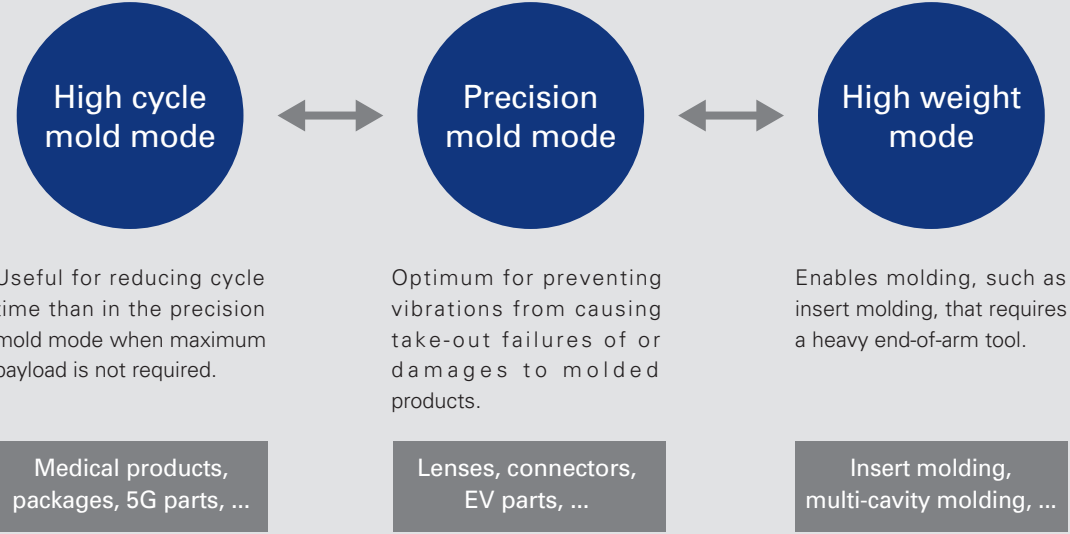 High cycle
mold mode
Precision
mold mode
High weight
mode
Useful for reducing cycle
time than in the precision
mold mode when maximum
payload is not required.
Optimum for preventing
vibrations from causing
take-out failures of or
damages to molded
products.
Enables molding, such as
insert molding, that requires
a heavy end-of-arm tool.
Medical products,
packages, 5G parts, ...
Lenses, connectors,
EV parts, ...
Insert molding,
multi-cavity molding, ...